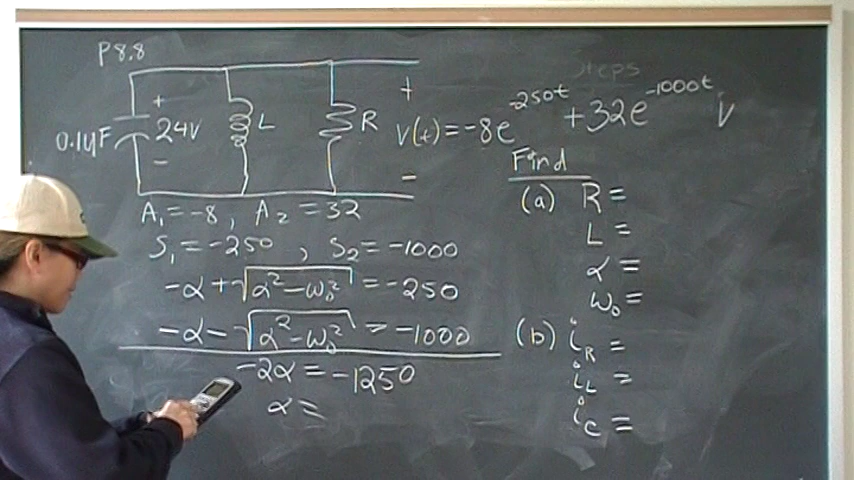 P8.8
Steps
0.1µF
+
24V
-
L
R
+
v(t)=-8e^-250t +32e^-1000t V
-
A₁=-8, A₂=32
S₁=-250, S₂=-1000
-α+√α²-ω₀² =-250
-α-√α²-ω₀² =-1000
-2α=-1250
α=
Find
(a) R=
L=
α=
ω₀=
(b) i_R=
i_L=
i_C=